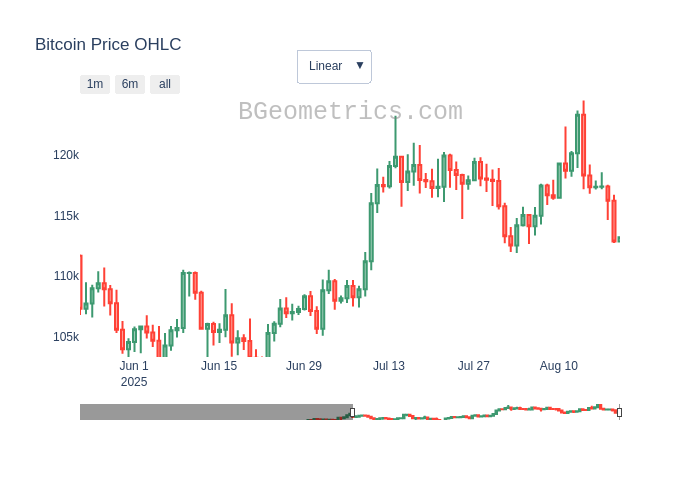 Bitcoin Price OHLC
Linear ▼
1m 6m all
BGeometrics.com
120k
115k
110k
105k
Jun 1 Jun 15 Jun 29 Jul 13 Jul 27 Aug 10
2025